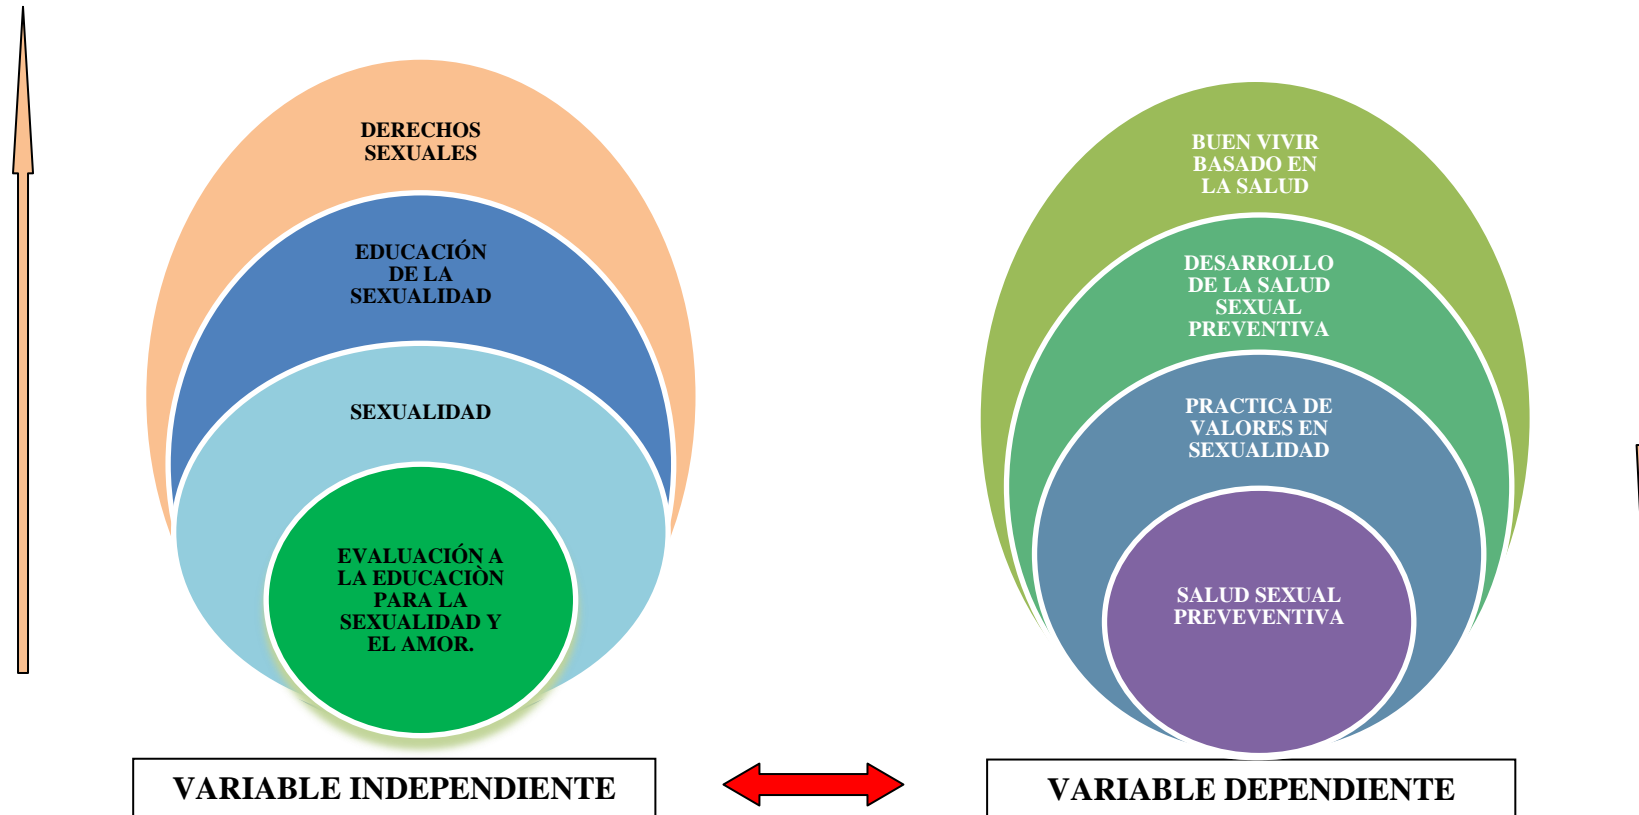 DERECHOS
SEXUALES
EDUCACIÓN
DE LA
SEXUALIDAD
SEXUALIDAD
EVALUACIÓN A
LA EDUCACIÒN
PARA LA
SEXUALIDAD Y
EL AMOR.
VARIABLE INDEPENDIENTE
BUEN VIVIR
BASADO EN
LA SALUD
DESARROLLO
DE LA SALUD
SEXUAL
PREVENTIVA
PRACTICA DE
VALORES EN
SEXUALIDAD
SALUD SEXUAL
PREVEVENTIVA
VARIABLE DEPENDIENTE